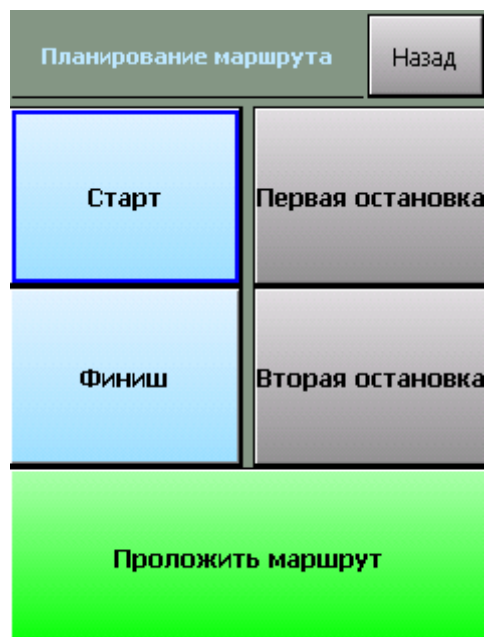 Планирование маршрута
Назад
Старт
Первая остановка
Финиш
Вторая остановка
Проложить маршрут